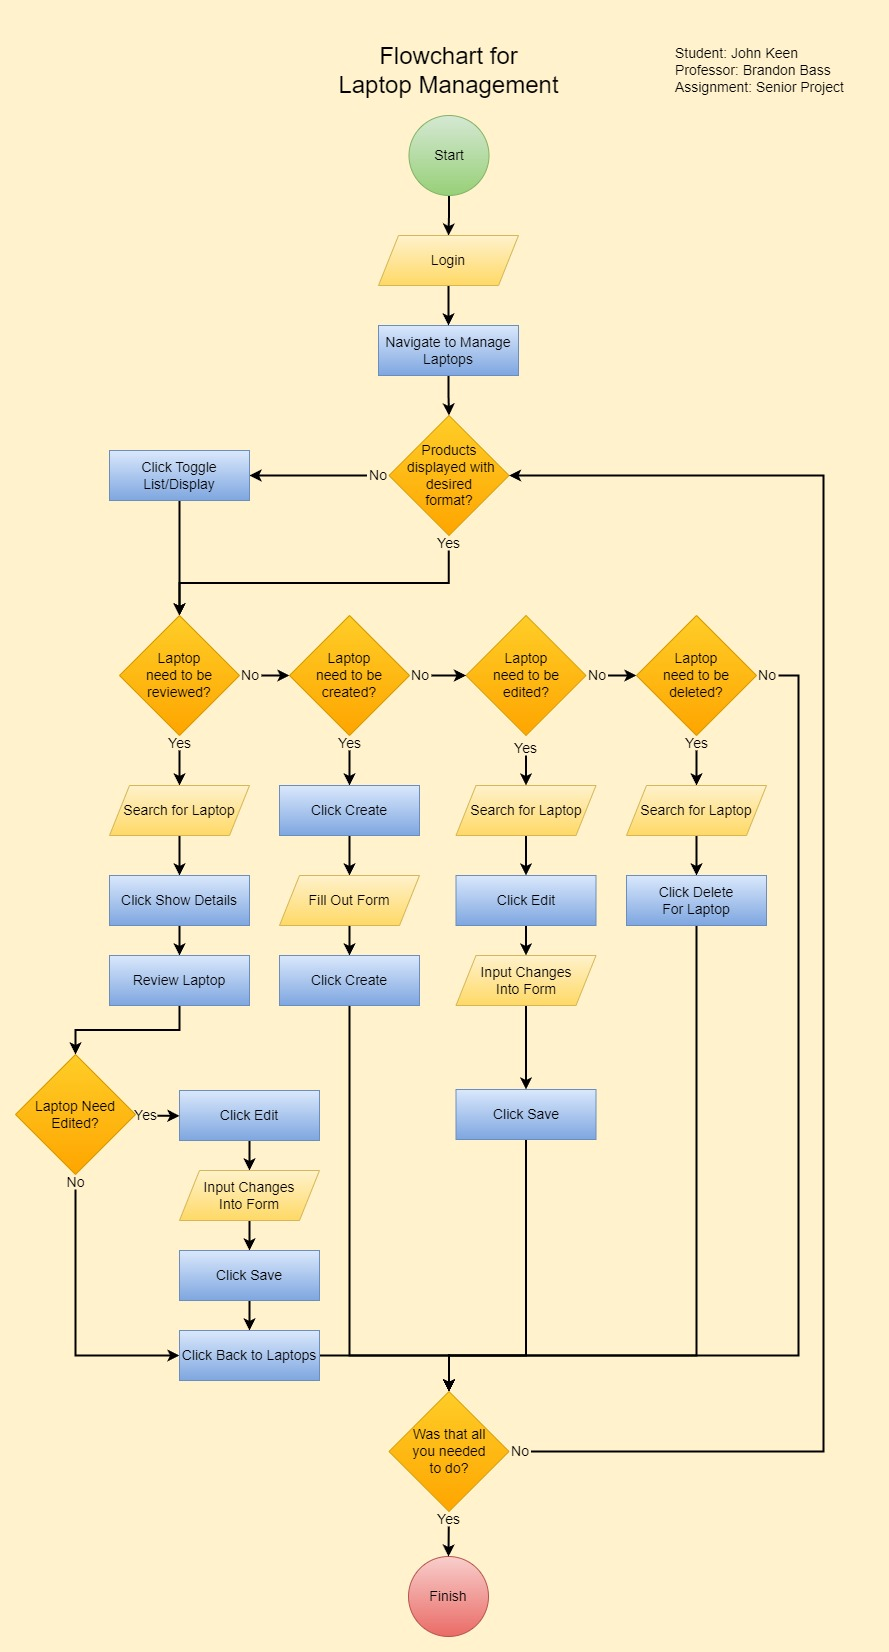 Flowchart for
Laptop Management
Student: John Keen
Professor: Brandon Bass
Assignment: Senior Project
Start
Login
Navigate to Manage
Laptops
Products
displayed with
desired
format?
No
Click Toggle
List/Display
Yes
Laptop
need to be
reviewed?
No
Laptop
need to be
created?
No
Laptop
need to be
edited?
No
Laptop
need to be
deleted?
No
Yes
Yes
Yes
Yes
Search for Laptop
Click Create
Search for Laptop
Search for Laptop
Click Show Details
Fill Out Form
Click Edit
Click Delete
For Laptop
Review Laptop
Click Create
Input Changes
Into Form
Laptop Need
Edited?
Yes
Click Edit
Click Save
No
Input Changes
Into Form
Click Save
Click Back to Laptops
Was that all
you needed
to do?
No
Yes
Finish